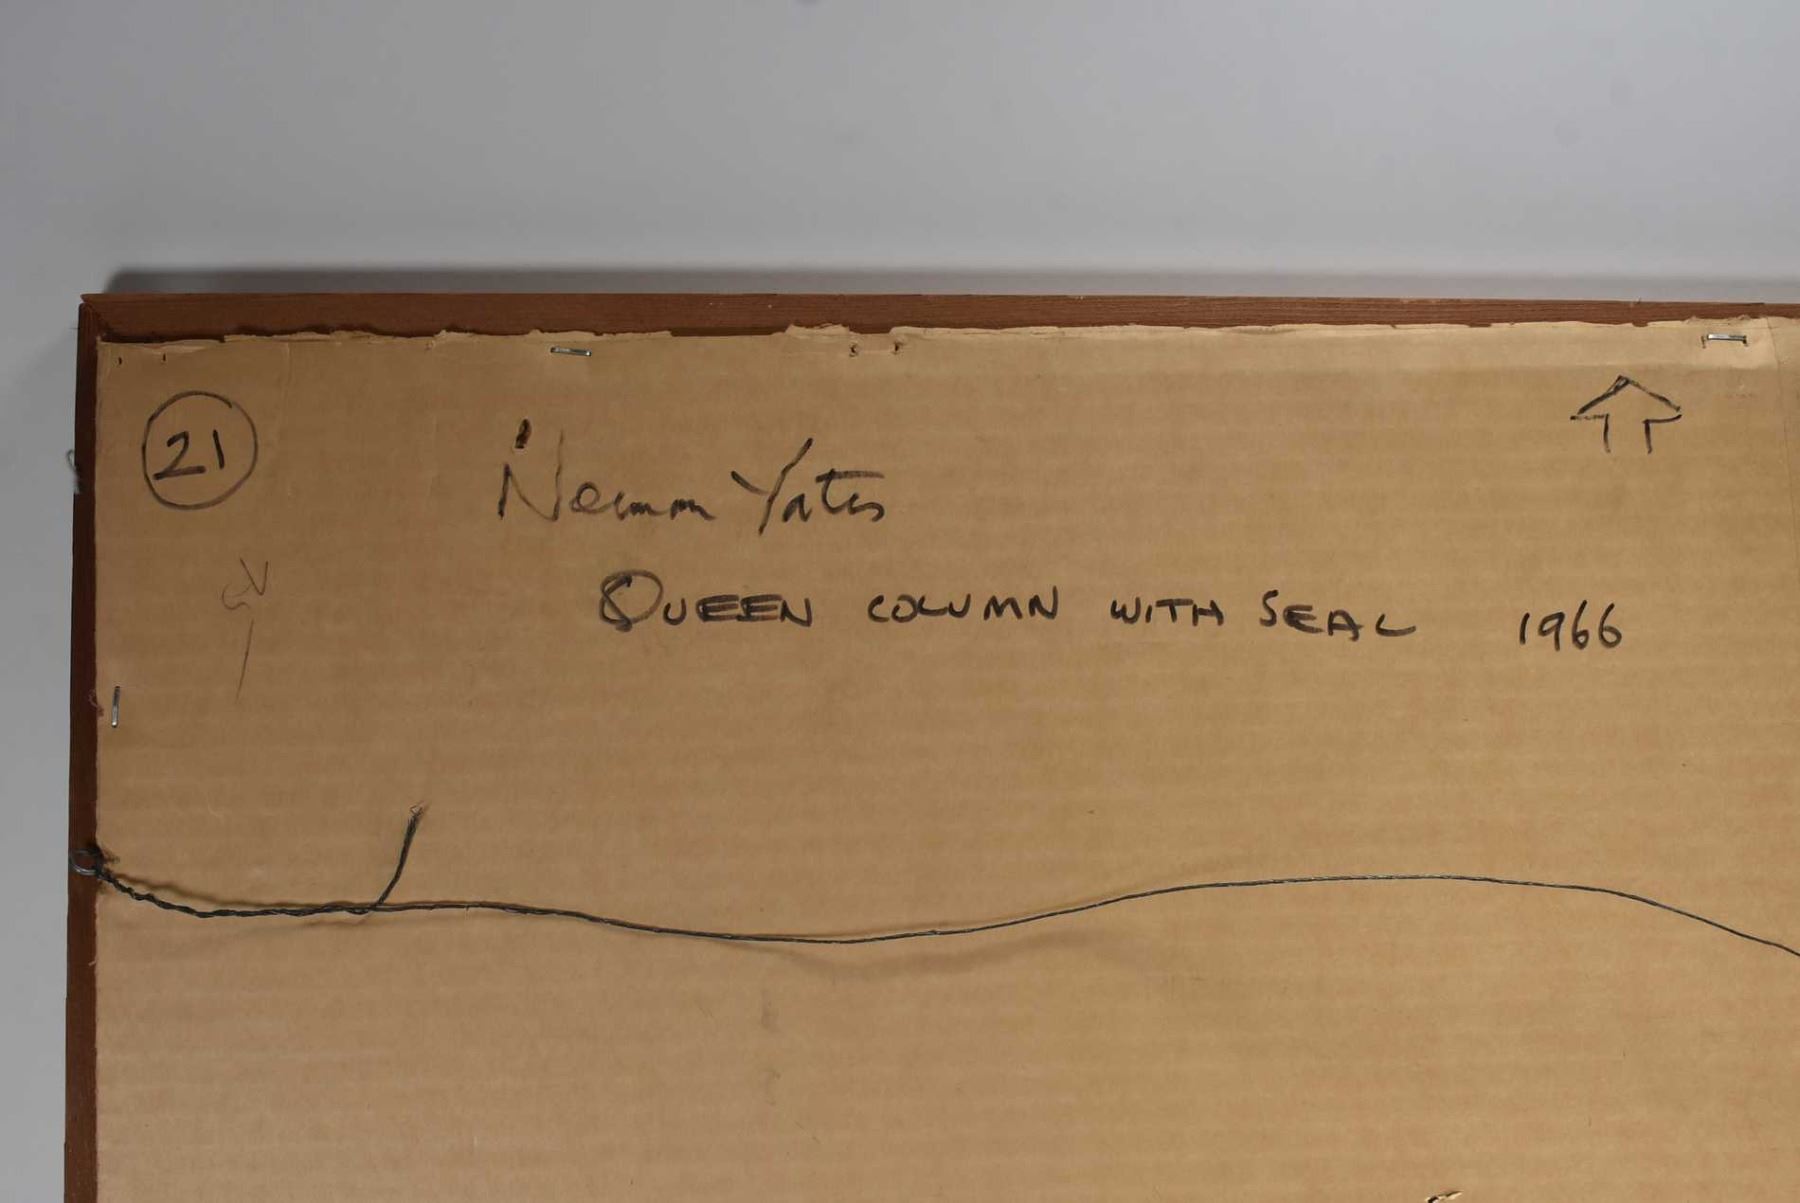 21
Norman Yates
QUEEN COLUMN WITH SEAL 1966